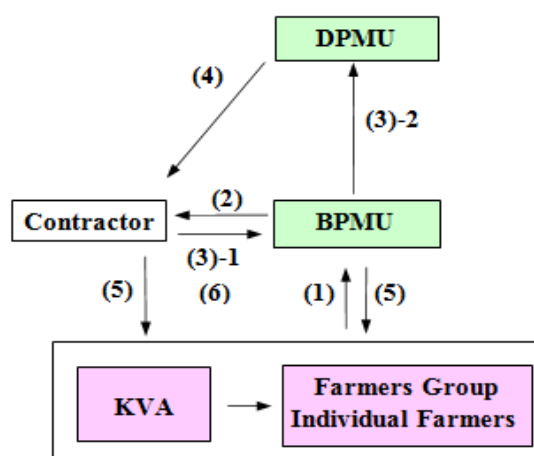 DPMU
(4)
(3)-2
(2)
Contractor
BPMU
(3)-1
(5)
(6)
(1)
(5)
KVA
Farmers Group
Individual Farmers